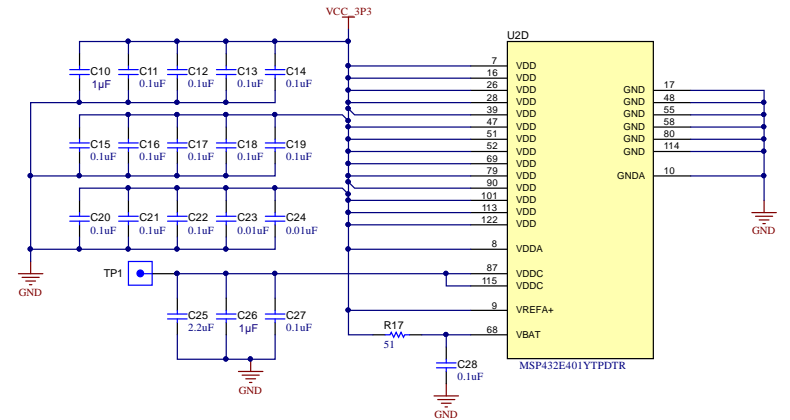 VCC_3P3
U2D
7 VDD
16 VDD
26 VDD
28 VDD
39 VDD
47 VDD
51 VDD
52 VDD
69 VDD
79 VDD
90 VDD
101 VDD
113 VDD
122 VDD
8 VDDA
87 VDDC
115 VDDC
9 VREFA+
68 VBAT
GND 17
GND 48
GND 55
GND 58
GND 80
GND 114
GNDA 10
MSP432E401YTPDTR
GND
C10 C11 C12 C13 C14
1µF 0.1uF 0.1uF 0.1uF 0.1uF
C15 C16 C17 C18 C19
0.1uF 0.1uF 0.1uF 0.1uF 0.1uF
C20 C21 C22 C23 C24
0.1uF 0.1uF 0.1uF 0.01uF 0.01uF
GND
TP1
C25 C26 C27
2.2uF 1µF 0.1uF
GND
R17
51
C28
0.1uF
GND